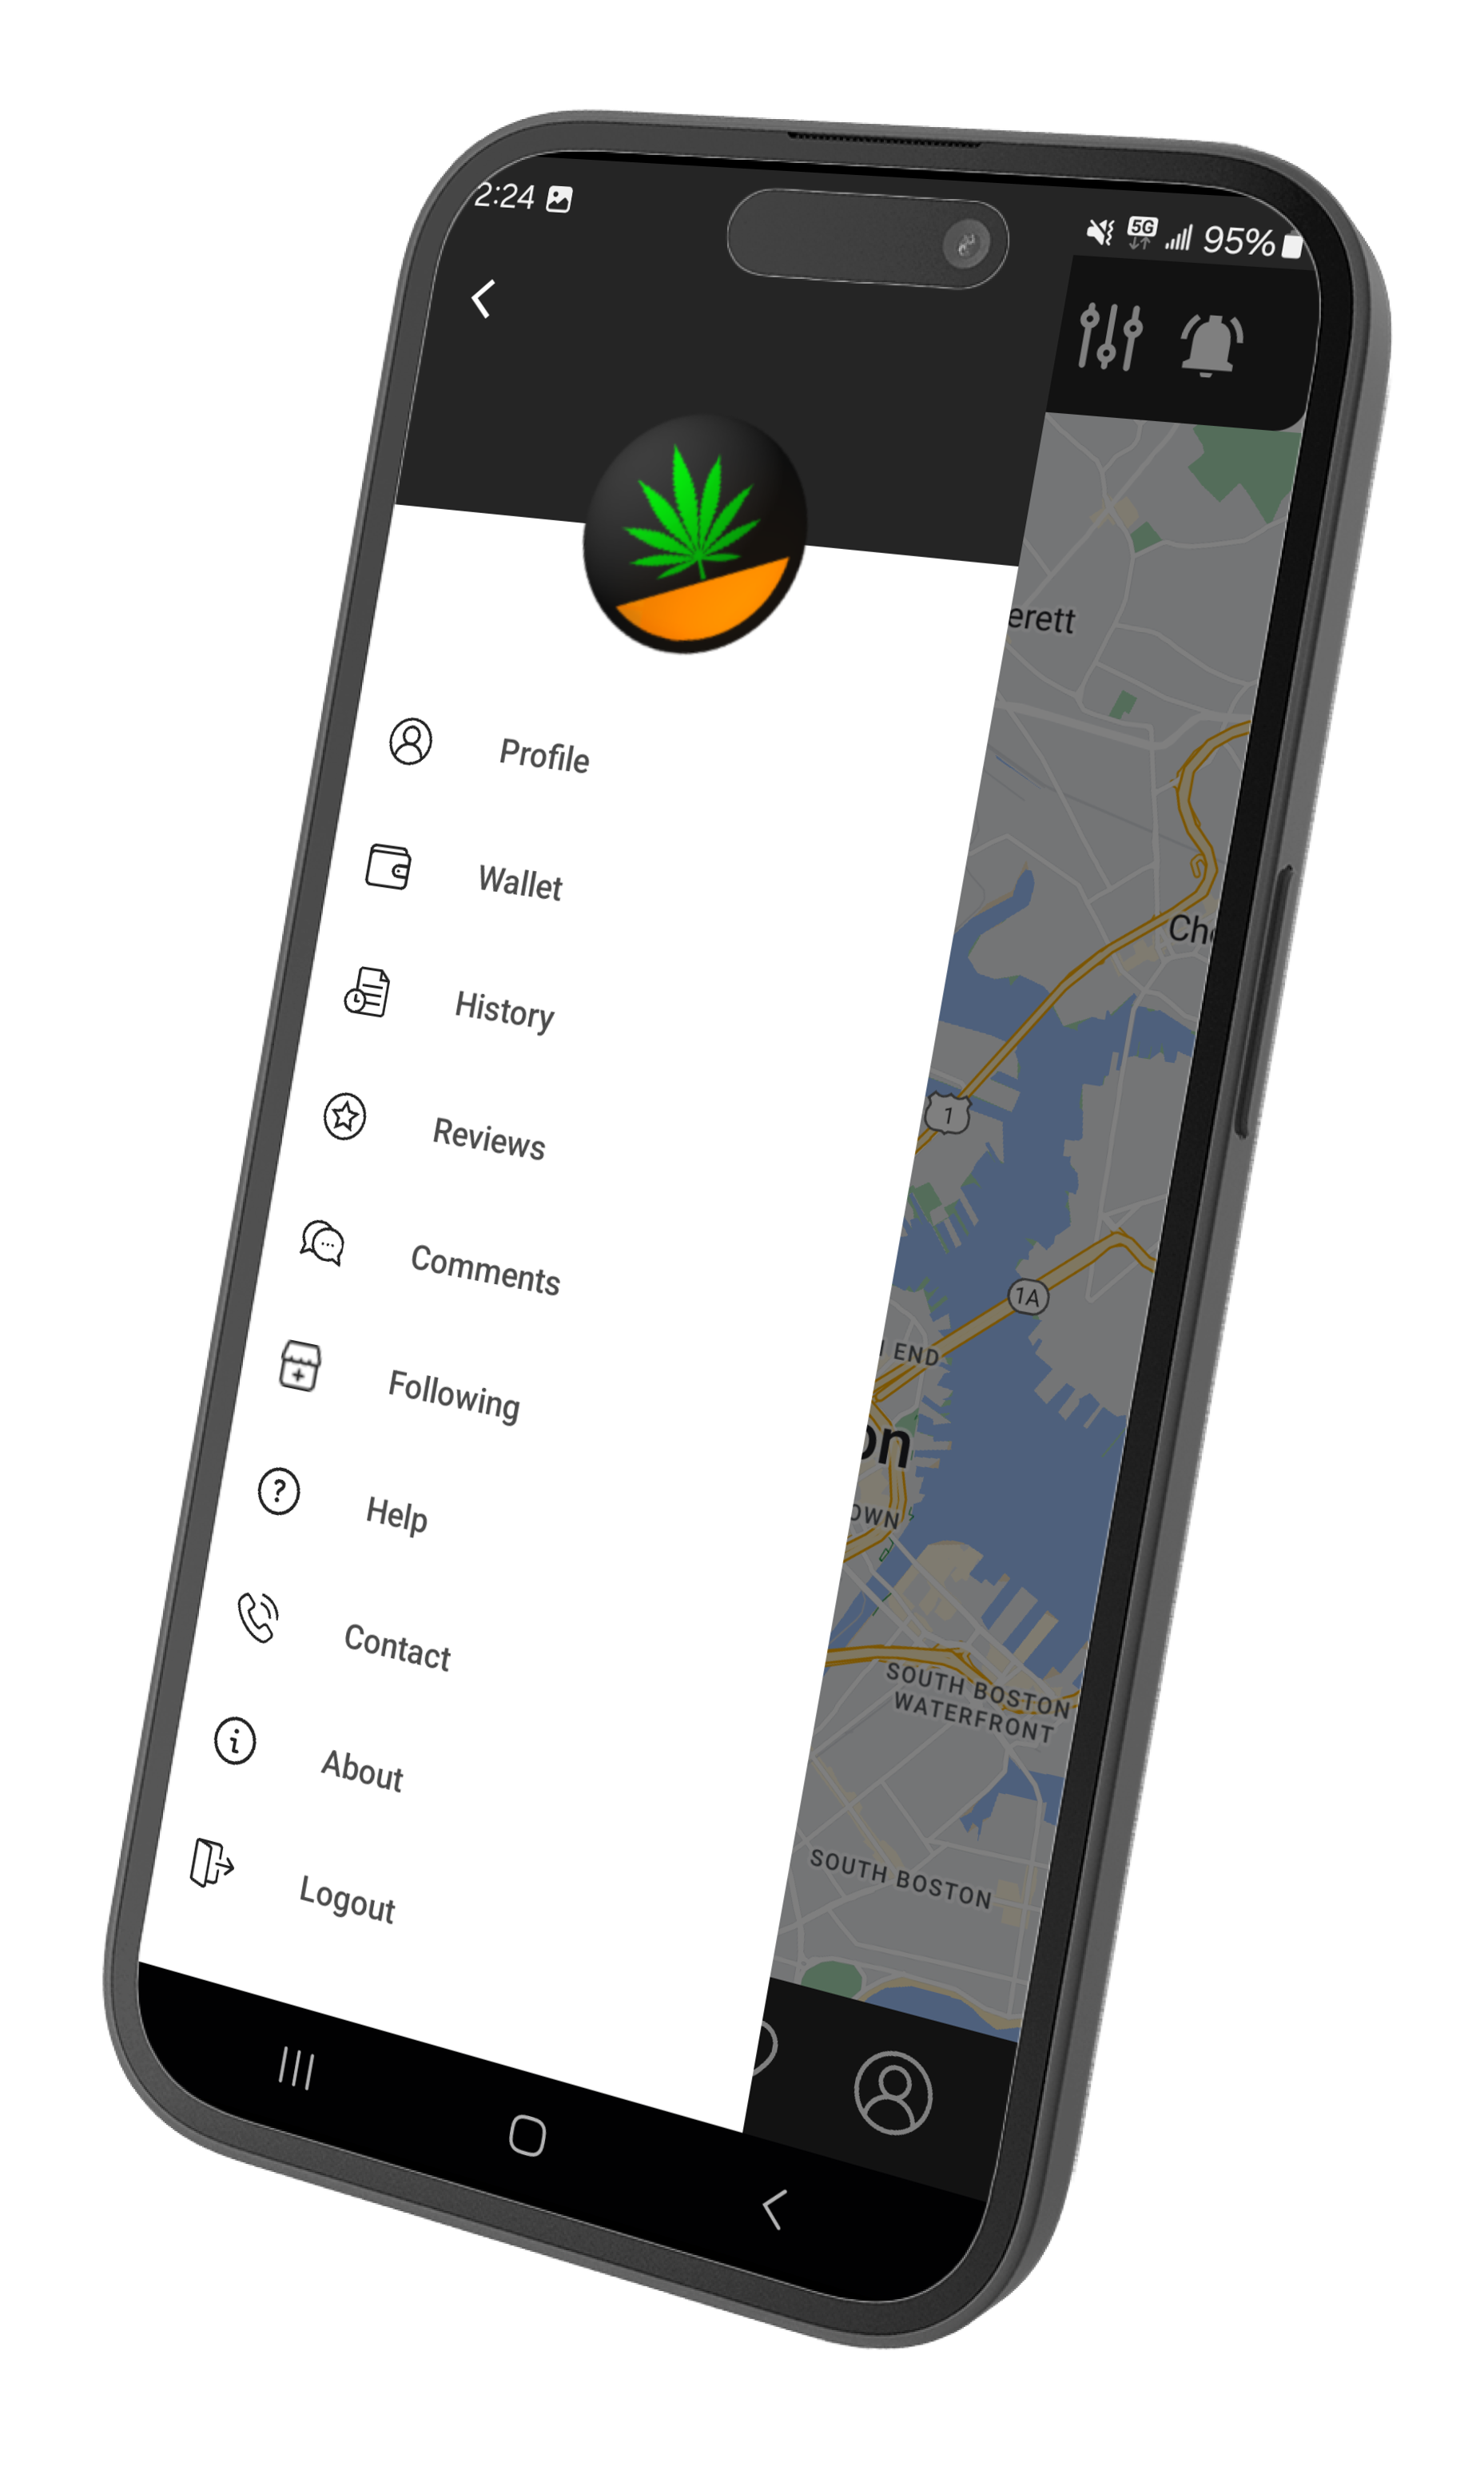 2:24
5G
95%
Profile
Wallet
History
Reviews
Comments
Following
Help
Contact
About
Logout
erett
Che
1
1A
END
on
OWN
SOUTH BOSTON
WATERFRONT
SOUTH BOSTON